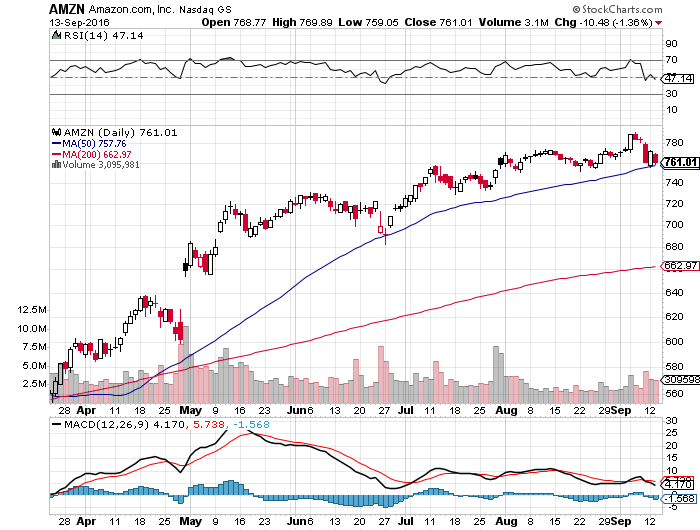 AMZN Amazon.com, Inc. Nasdaq GS © StockCharts.com
13-Sep-2016 Open 768.77 High 769.89 Low 759.05 Close 761.01 Volume 3.1M Chg -10.48 (-1.36%)
RSI(14) 47.14
90
70
47.14
30
10
AMZN (Daily) 761.01
MA(50) 757.76
MA(200) 662.97
Volume 3,095,981
780
761.01
740
720
700
680
662.97
640
620
600
580
560
12.5M
10.0M
7.5M
5.0M
2.5M
3095981
28 Apr 11 18 25 May 9 16 23 Jun 6 13 20 27 Jul 11 18 25 Aug 8 15 22 29 Sep 12
MACD(12,26,9) 4.170, 5.738, -1.568
30
25
20
15
10
4.170
-1.568
28 Apr 11 18 25 May 9 16 23 Jun 6 13 20 27 Jul 11 18 25 Aug 8 15 22 29 Sep 12